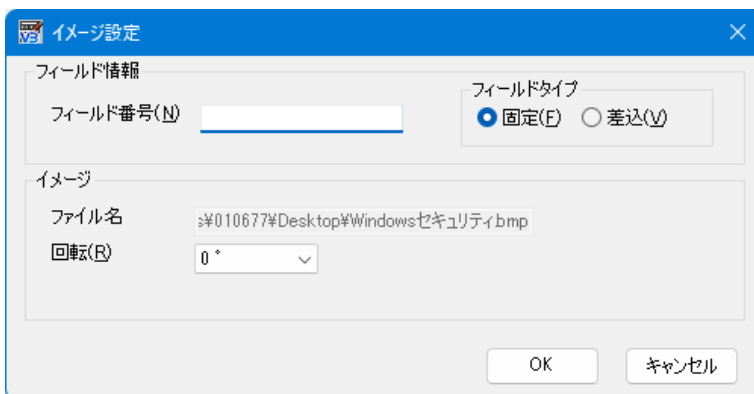 イメージ設定
フィールド情報
フィールド番号(N)
フィールドタイプ
固定(F)
差込(V)
イメージ
ファイル名
s¥010677¥Desktop¥Windowsセキュリティ.bmp
回転(R)
0 °
OK
キャンセル